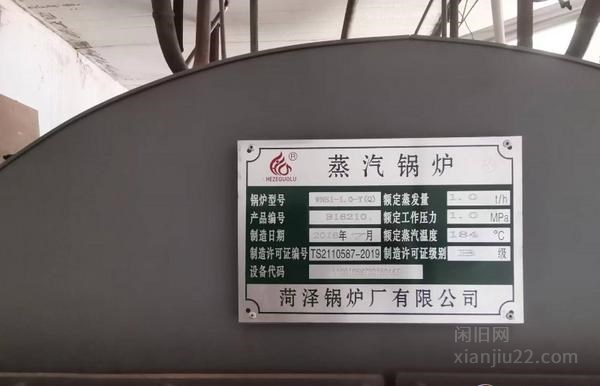 HEZEGUOLU
®
蒸汽锅炉
锅炉型号 WNS1-1.0-Y(Q) 额定蒸发量 1.0 t/h
产品编号 B16210. 额定工作压力 1.0 MPa
制造日期 2016年 月 额定蒸汽温度 184 ℃
制造许可证编号 TS2110587-2019 制造许可证级别 B 级
设备代码
菏泽锅炉厂有限公司
闲旧网
xianjiu22.com